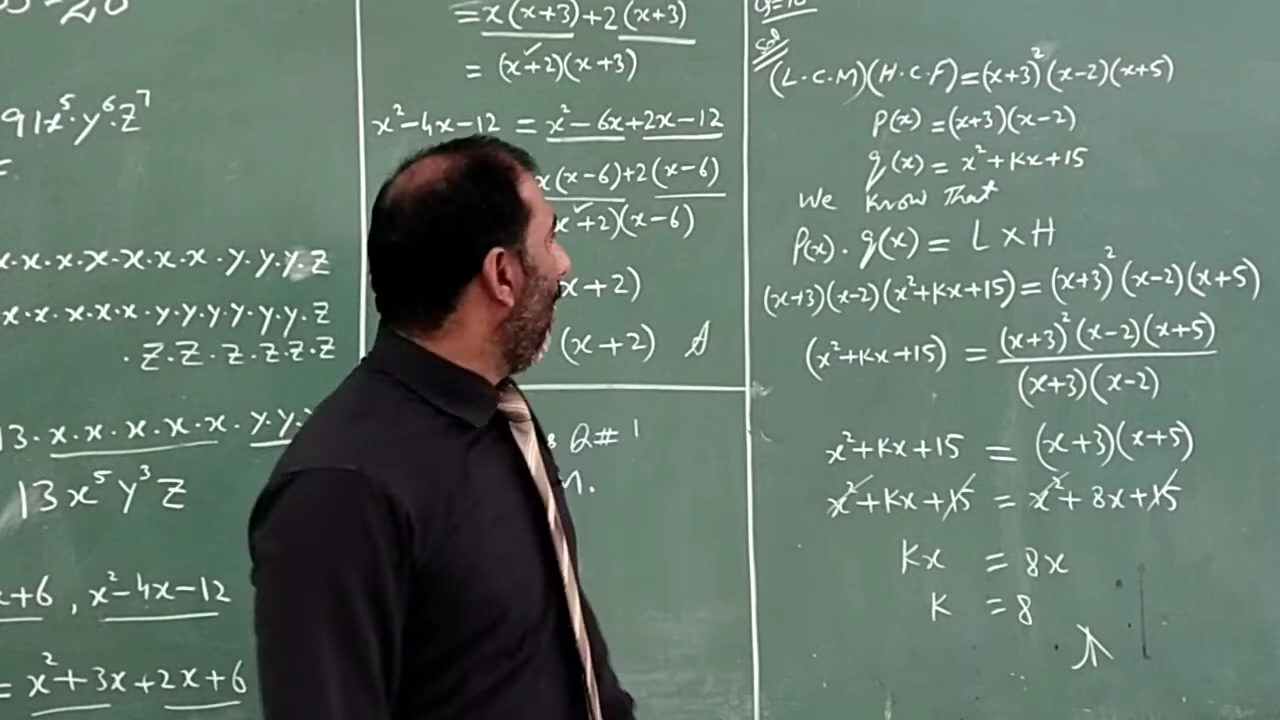 91x⁵·y⁶·z⁷
x·x·x·x·x·x·x·y·y·y·z
x·x·x·x·x·y·y·y·y·y·y·z
·z·z·z·z·z·z
13·x·x·x·x·x·y·y·
13x⁵y³z
x+6, x²-4x-12
= x²+3x+2x+6
= x(x+3)+2(x+3)
= (x+2)(x+3)
x²-4x-12 = x²-6x+2x-12
x(x-6)+2(x-6)
x+2)(x-6)
x+2)
(x+2)
Q#1
n.
Sol
(L.C.M)(H.C.F)=(x+3)²(x-2)(x+5)
P(x)=(x+3)(x-2)
q(x)=x²+Kx+15
We Know That
P(x)·q(x)= L×H
(x+3)(x-2)(x²+Kx+15)=(x+3)²(x-2)(x+5)
(x²+Kx+15) = (x+3)²(x-2)(x+5)
(x+3)(x-2)
x²+Kx+15 = (x+3)(x+5)
x²+Kx+15 = x²+8x+15
Kx = 8x
K = 8